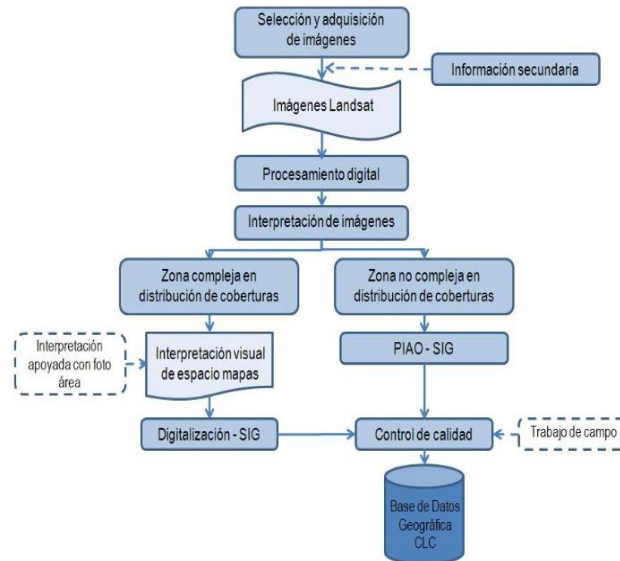 Selección y adquisición
de imágenes
Información secundaria
Imágenes Landsat
Procesamiento digital
Interpretación de imágenes
Zona compleja en
distribución de coberturas
Zona no compleja en
distribución de coberturas
Interpretación
apoyada con foto
área
Interpretación visual
de espacio mapas
PIAO - SIG
Digitalización - SIG
Control de calidad
Trabajo de campo
Base de Datos
Geográfica
CLC